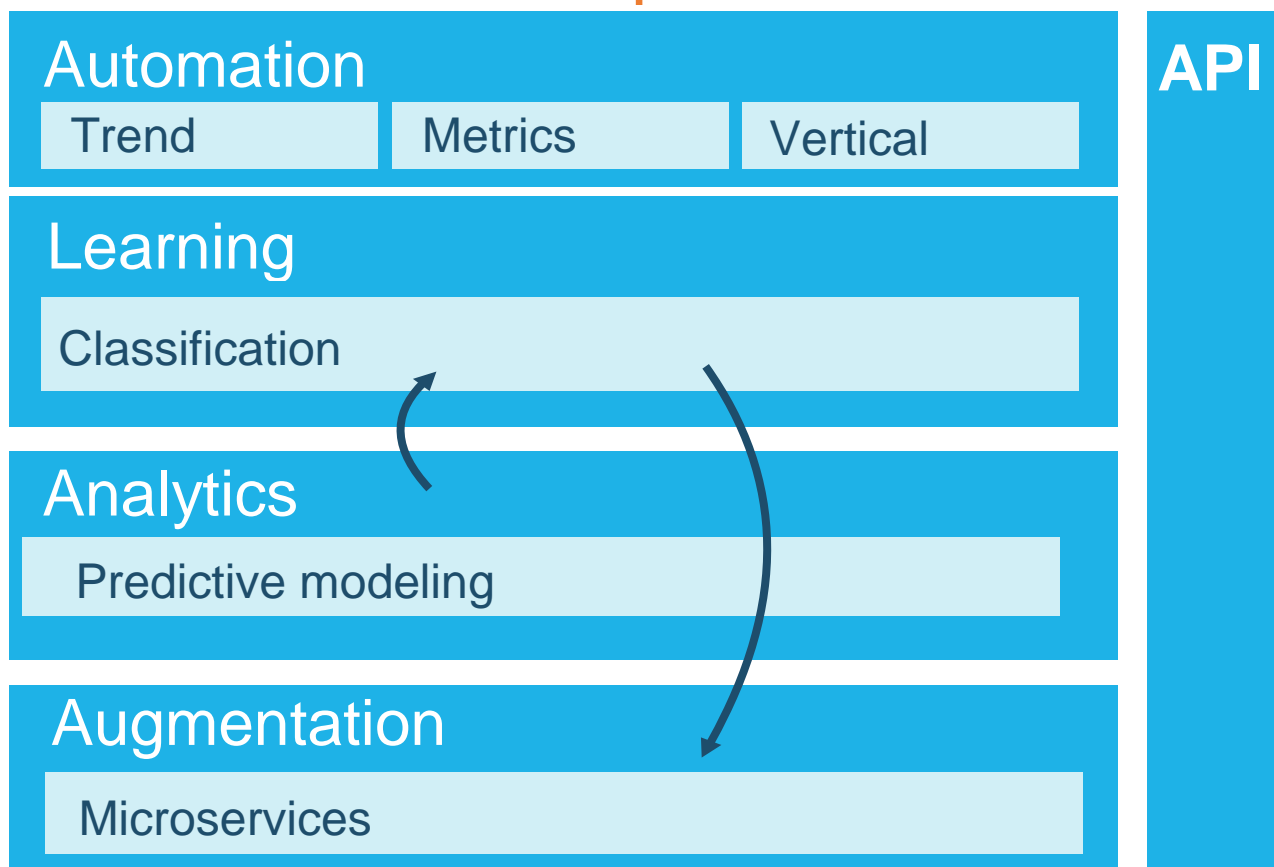 Automation
API
Trend
Metrics
Vertical
Learning
Classification
Analytics
Predictive modeling
Augmentation
Microservices